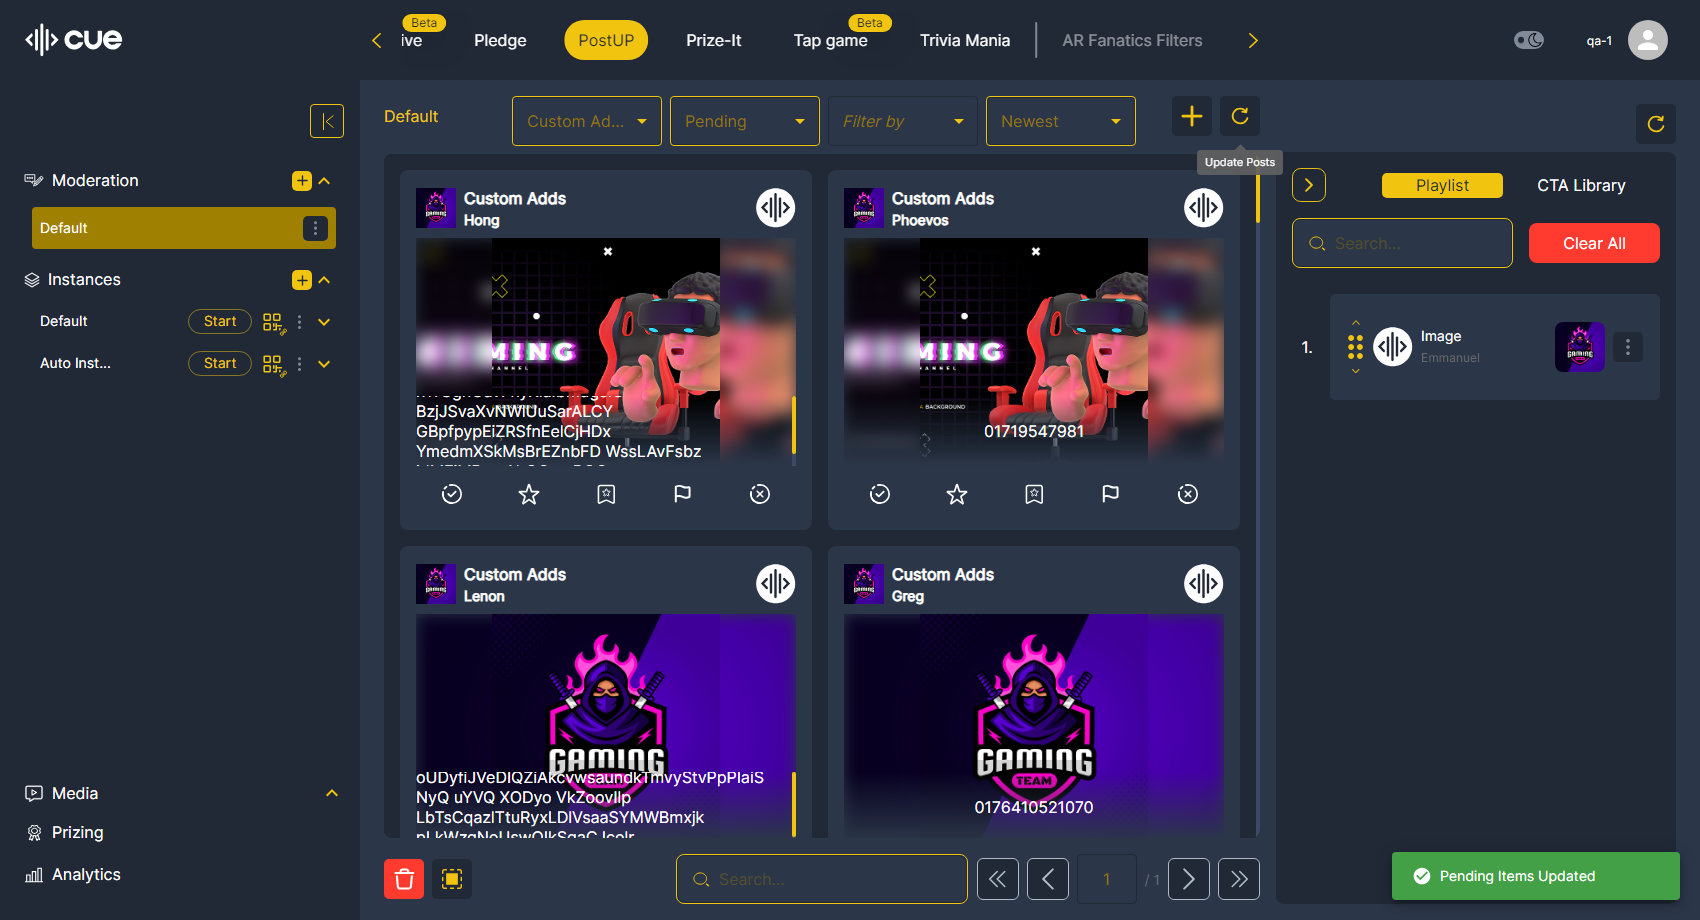 cue
Beta
ive
Pledge
PostUP
Prize-It
Beta
Tap game
Trivia Mania
AR Fanatics Filters
qa-1
Default
Custom Ad...
Pending
Filter by
Newest
Update Posts
Moderation
Default
Instances
Default
Start
Auto Inst...
Start
Media
Prizing
Analytics
Custom Adds
Hong
MING
BzjJSvaXvNWUuSarALCY
GBpfpypEiZRSfnEelCjHDx
YmedmXSkMsBrEZnbFD WssLAvFsbz
Custom Adds
Phoevos
MING
BACKGROUND
01719547981
Custom Adds
Lenon
GAMING
oUDyfiJVeDIQZiAkcvwsaundkTmvyStvPpPlaiS
NyQ uYVQ XODyo VkZoovIlp
LbTsCqazITtuRyxLDlVsaaSYMWBmxjk
Custom Adds
Greg
GAMING
TEAM
0176410521070
Search...
1
/ 1
Playlist
CTA Library
Search...
Clear All
1.
Image
Emmanuel
GAMING
Pending Items Updated